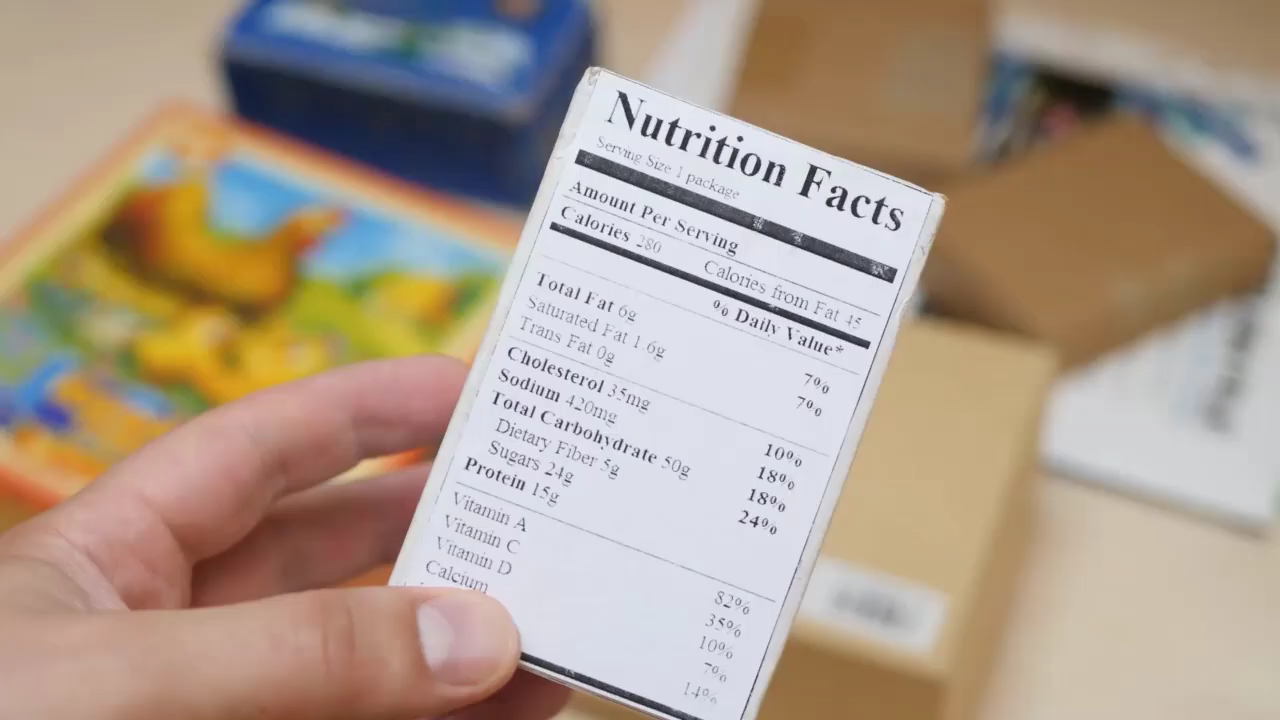 Nutrition Facts
Serving Size 1 package
Amount Per Serving
Calories 280 Calories from Fat 45
% Daily Value*
Total Fat 6g 7%
Saturated Fat 1.6g 7%
Trans Fat 0g
Cholesterol 35mg 10%
Sodium 420mg 18%
Total Carbohydrate 50g 18%
Dietary Fiber 5g 24%
Sugars 24g
Protein 15g
Vitamin A 82%
Vitamin C 35%
Vitamin D 10%
Calcium 7%
14%